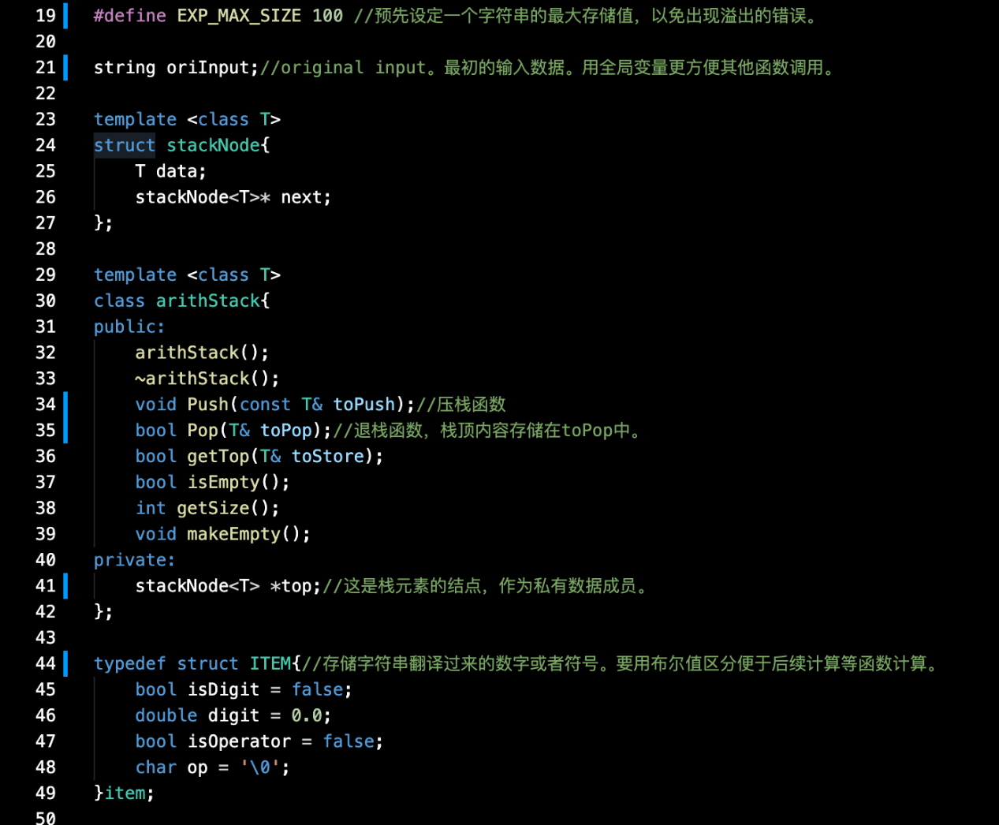 19 #define EXP_MAX_SIZE 100 //预先设定一个字符串的最大存储值，以免出现溢出的错误。
20
21 string oriInput;//original input。最初的输入数据。用全局变量更方便其他函数调用。
22
23 template <class T>
24 struct stackNode{
25     T data;
26     stackNode<T>* next;
27 };
28
29 template <class T>
30 class arithStack{
31 public:
32     arithStack();
33     ~arithStack();
34     void Push(const T& toPush);//压栈函数
35     bool Pop(T& toPop);//退栈函数，栈顶内容存储在toPop中。
36     bool getTop(T& toStore);
37     bool isEmpty();
38     int getSize();
39     void makeEmpty();
40 private:
41     stackNode<T> *top;//这是栈元素的结点，作为私有数据成员。
42 };
43
44 typedef struct ITEM{//存储字符串翻译过来的数字或者符号。要用布尔值区分便于后续计算等函数计算。
45     bool isDigit = false;
46     double digit = 0.0;
47     bool isOperator = false;
48     char op = '\0';
49 }item;
50